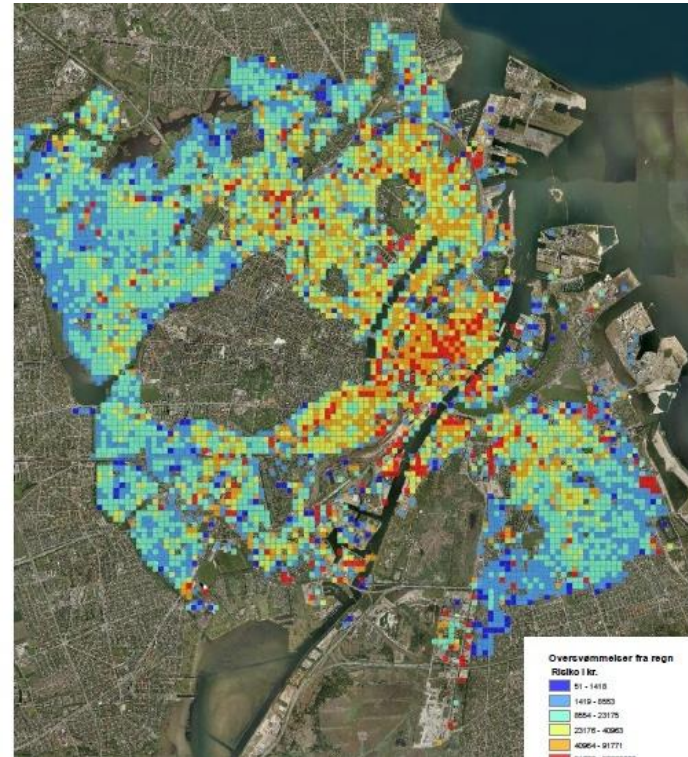 Oversvømmelser fra regn
Risiko i kr.
51 - 1418
1419 - 8553
8554 - 23175
23176 - 40963
40964 - 91771